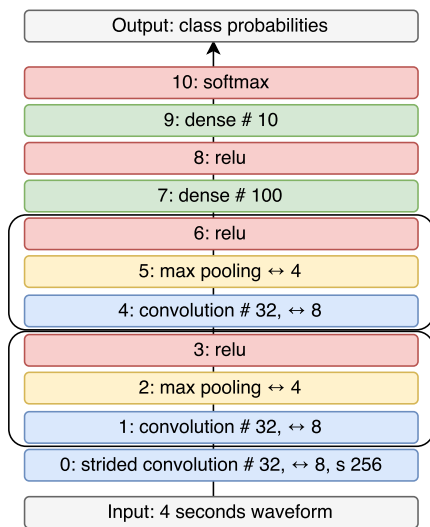 Output: class probabilities
10: softmax
9: dense # 10
8: relu
7: dense # 100
6: relu
5: max pooling ↔ 4
4: convolution # 32, ↔ 8
3: relu
2: max pooling ↔ 4
1: convolution # 32, ↔ 8
0: strided convolution # 32, ↔ 8, s 256
Input: 4 seconds waveform